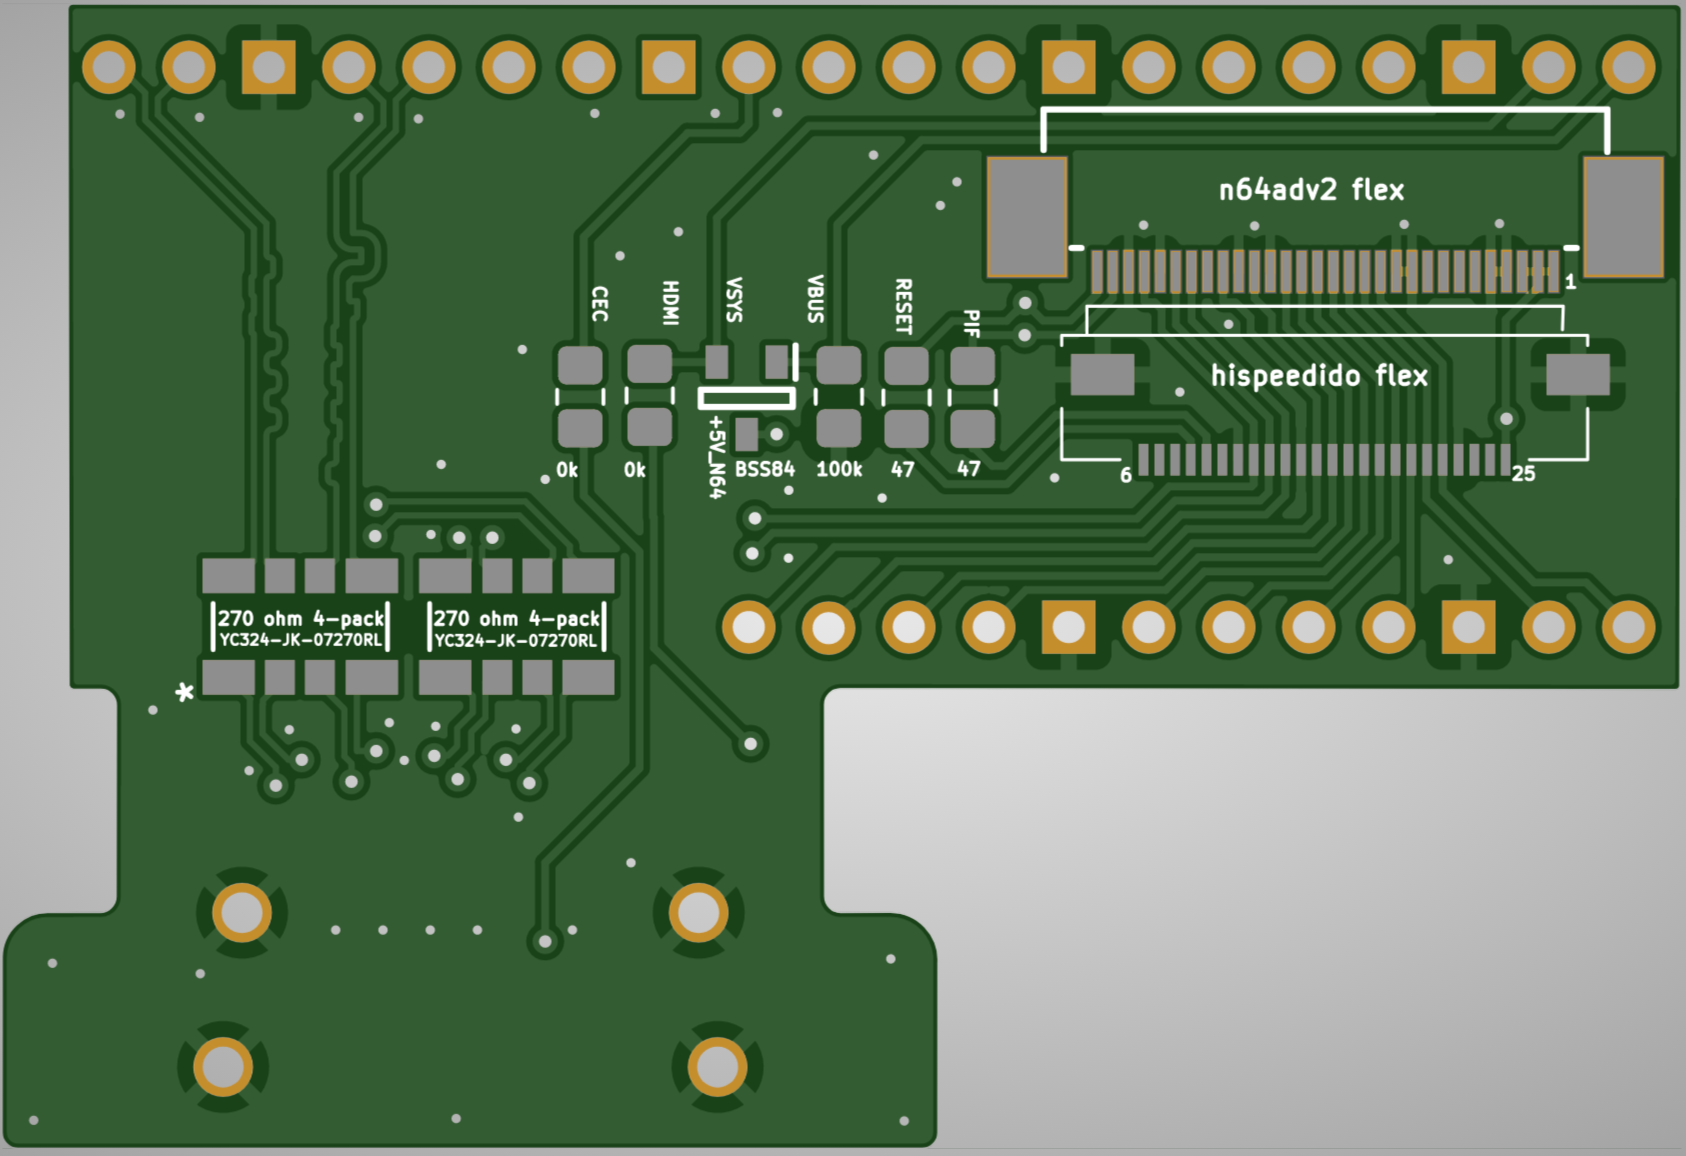 n64adv2 flex
1
CEC
HDMI
VSYS
VBUS
RESET
PIF
hispeedido flex
+5V_N64
0k
0k
BSS84
100k
47
47
6
25
270 ohm 4-pack
YC324-JK-07270RL
270 ohm 4-pack
YC324-JK-07270RL
*